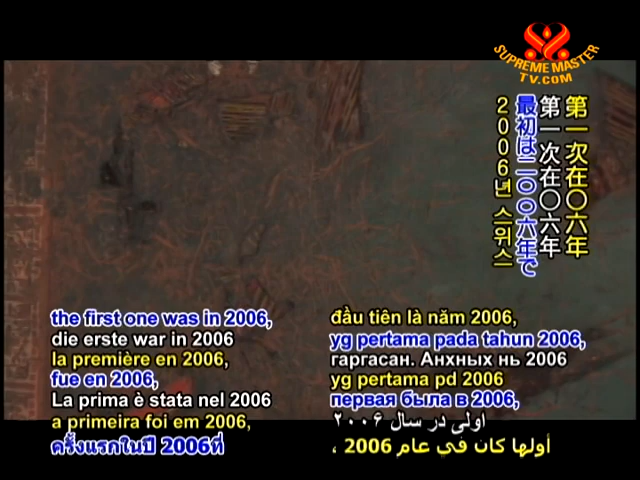 SUPREME MASTER
TV.COM
第一次在〇六年
第一次在〇六年
最初は二〇〇六年で
2006년 스위스
the first one was in 2006,
die erste war in 2006
la première en 2006,
fue en 2006,
La prima è stata nel 2006
a primeira foi em 2006,
ครั้งแรกในปี 2006ที่
đầu tiên là năm 2006,
yg pertama pada tahun 2006,
гаргасан. Анхных нь 2006
yg pertama pd 2006
первая была в 2006,
اولی در سال ۲۰۰۶
أولها كان في عام 2006 ،